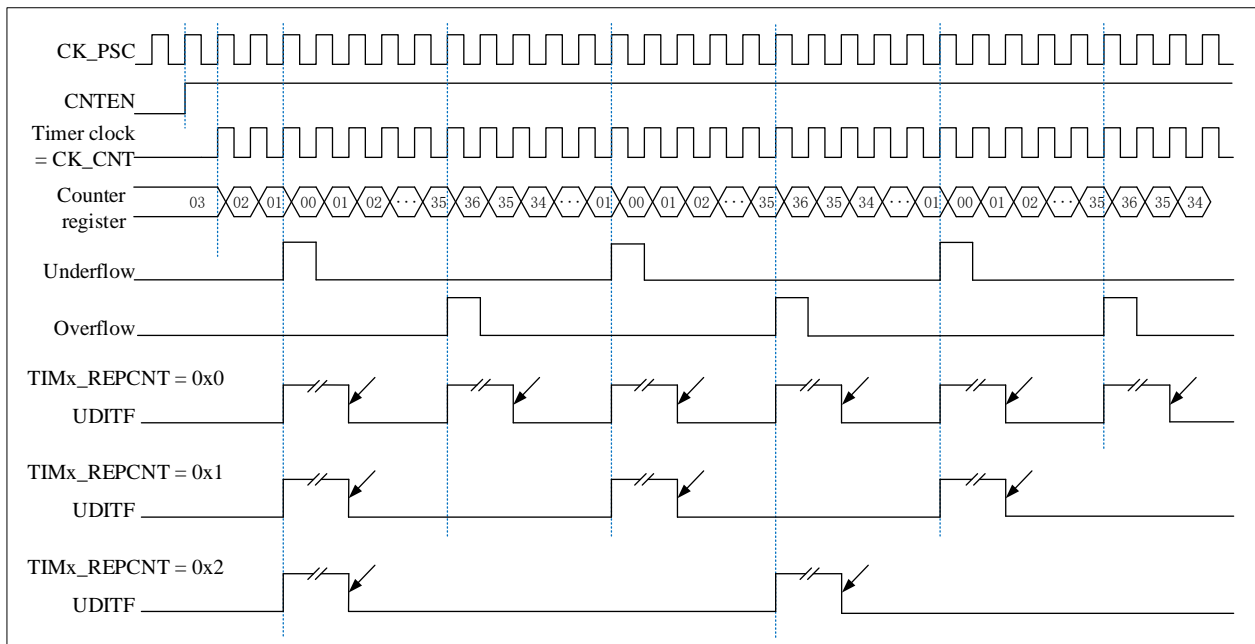 CK_PSC
CNTEN
Timer clock
= CK_CNT
Counter
register
03 02 01 00 01 02 ··· 35 36 35 34 ··· 01 00 01 02 ··· 35 36 35 34 ··· 01 00 01 02 ··· 35 36 35 34
Underflow
Overflow
TIMx_REPCNT = 0x0
UDITF
TIMx_REPCNT = 0x1
UDITF
TIMx_REPCNT = 0x2
UDITF